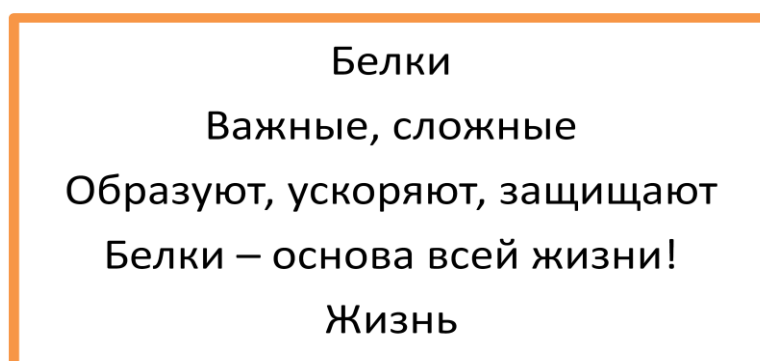 Белки
Важные, сложные
Образуют, ускоряют, защищают
Белки – основа всей жизни!
Жизнь